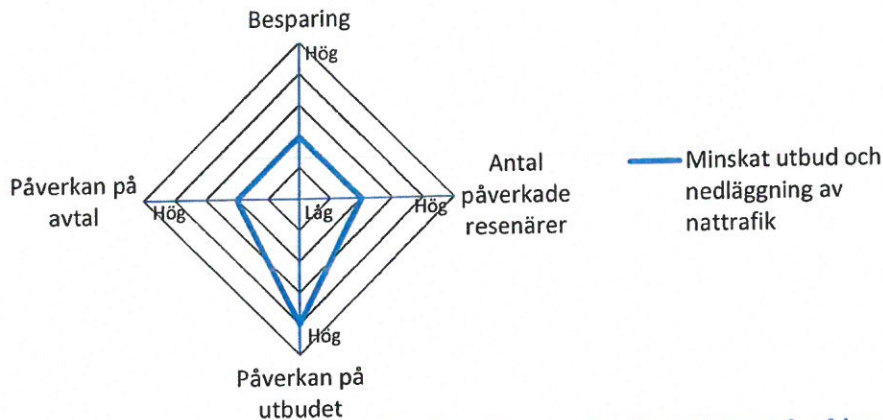 Besparing
Hög
Påverkan på
avtal
Hög
Låg
Hög
Antal
påverkade
resenärer
Minskat utbud och
nedläggning av
nattrafik
Hög
Påverkan på
utbudet